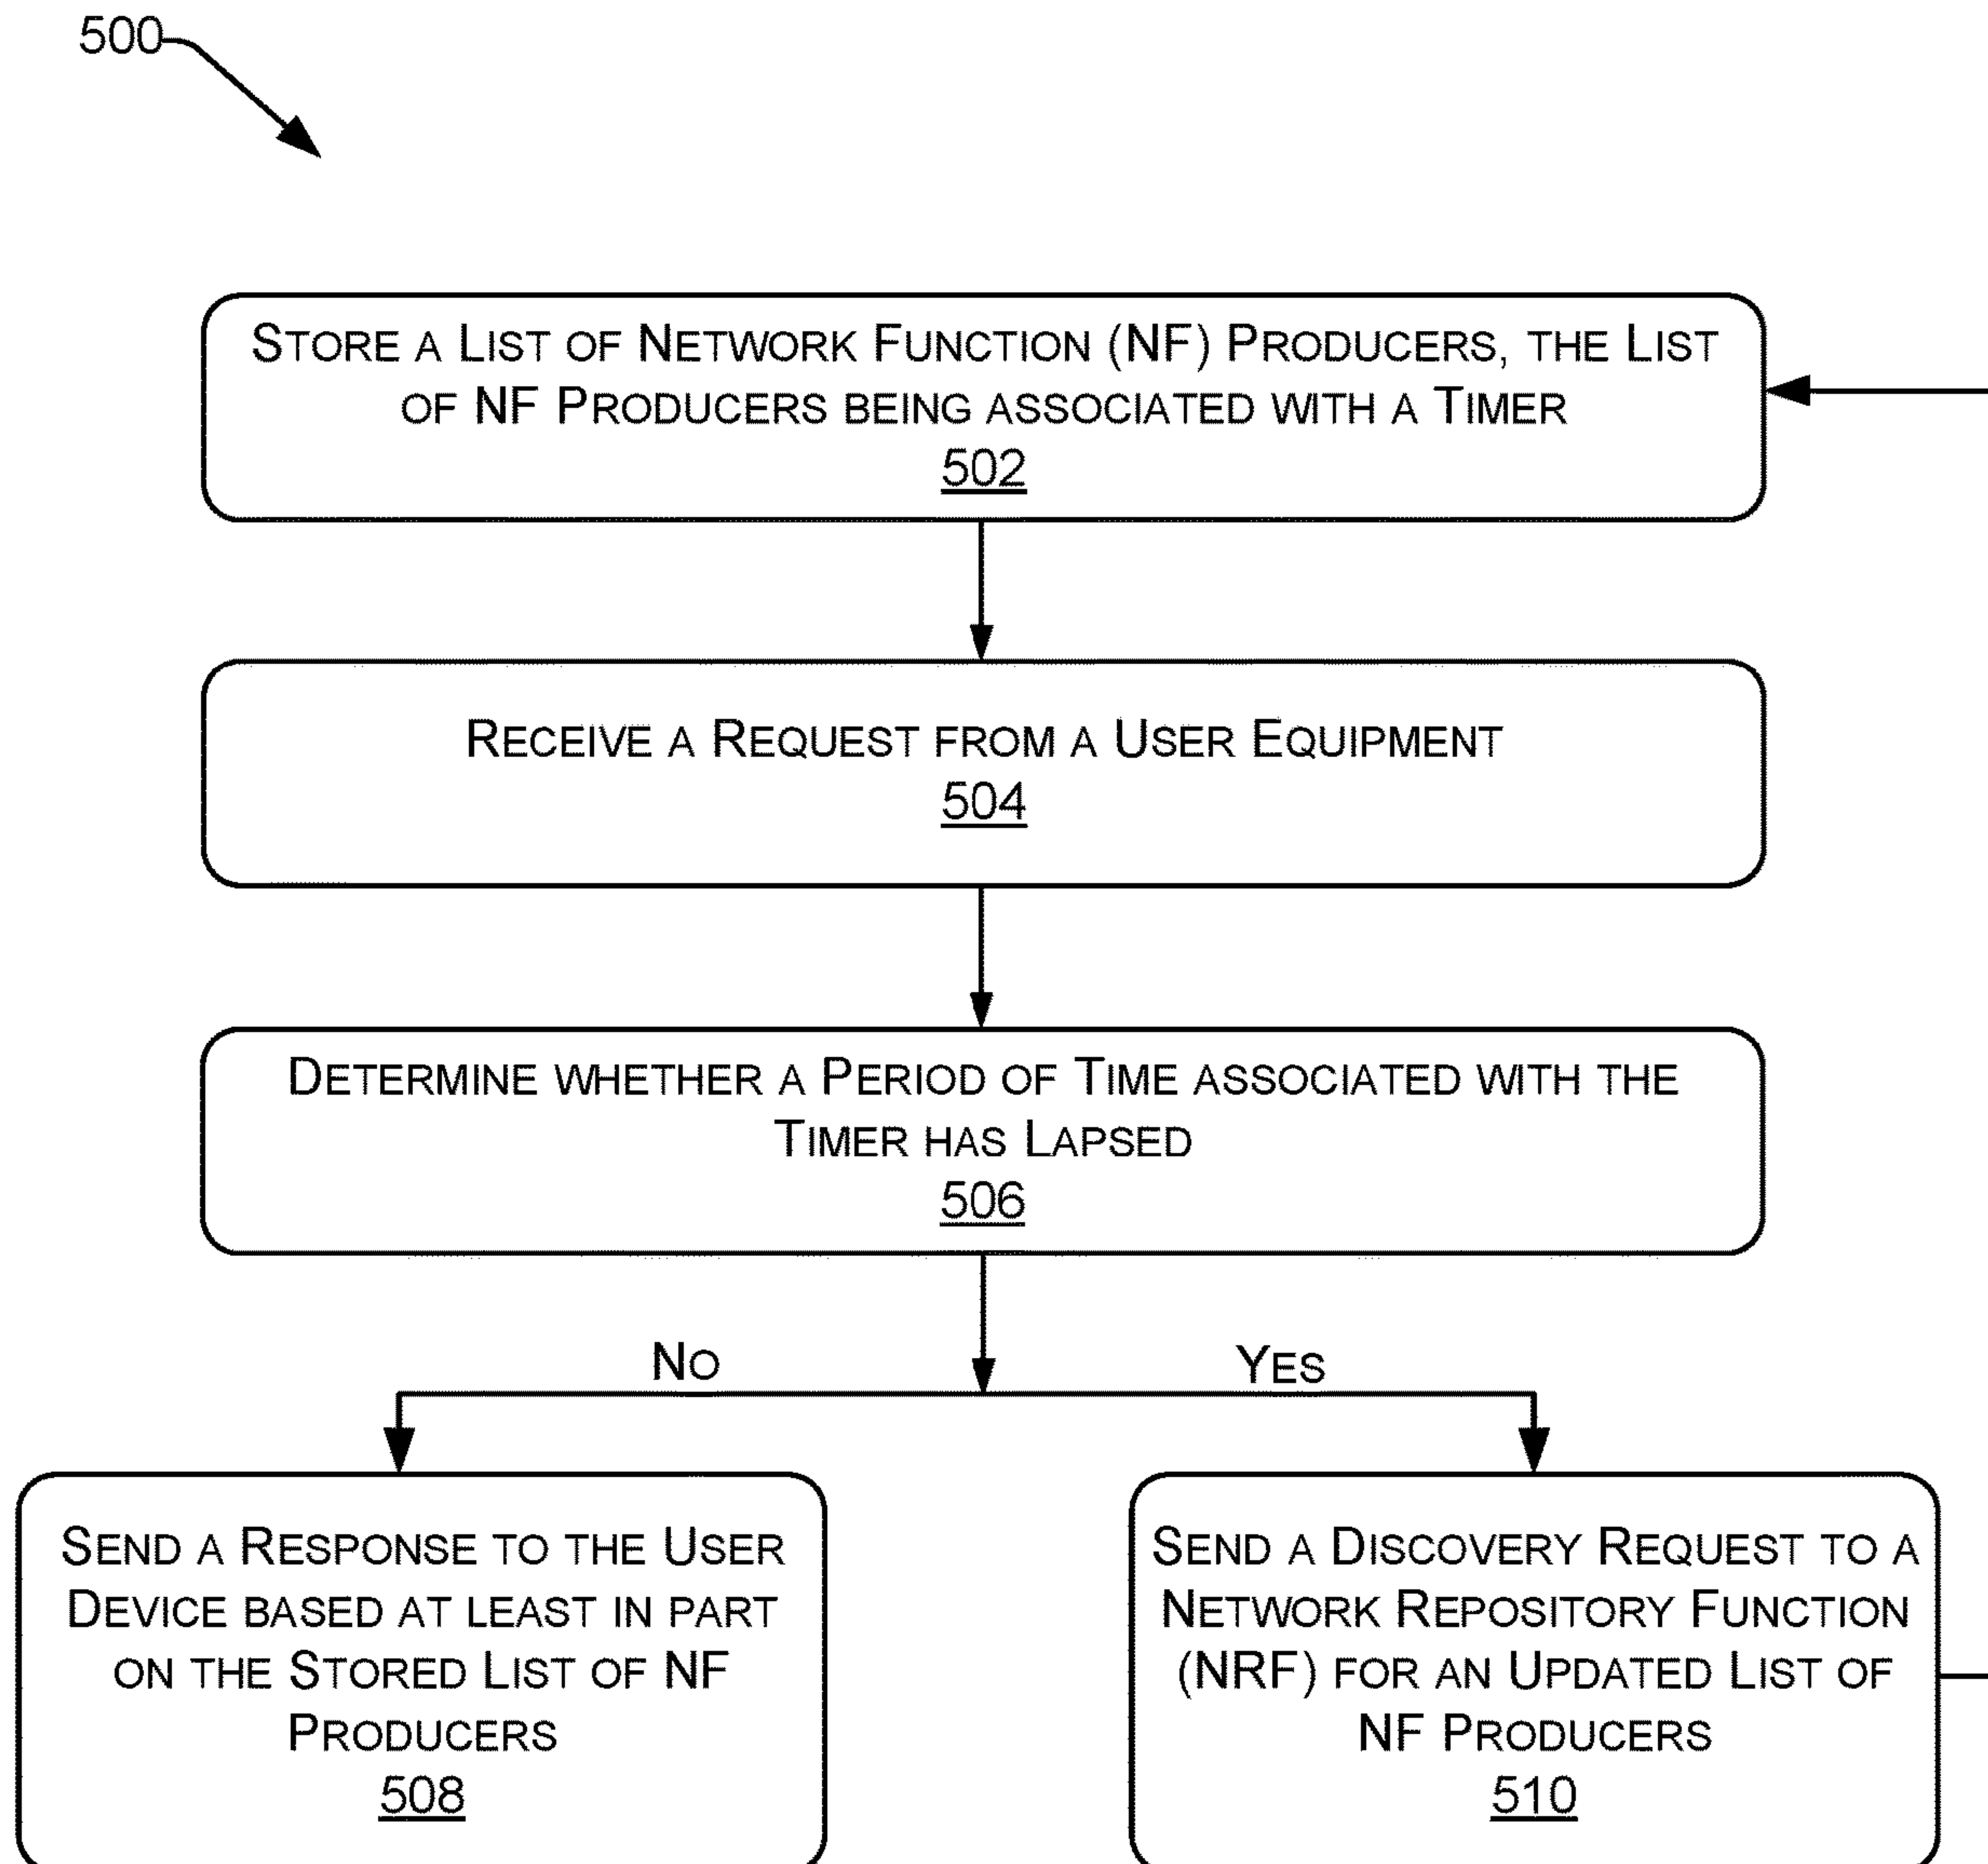 500
STORE A LIST OF NETWORK FUNCTION (NF) PRODUCERS, THE LIST
OF NF PRODUCERS BEING ASSOCIATED WITH A TIMER
502
RECEIVE A REQUEST FROM A USER EQUIPMENT
504
DETERMINE WHETHER A PERIOD OF TIME ASSOCIATED WITH THE
TIMER HAS LAPSED
506
NO
YES
SEND A RESPONSE TO THE USER
DEVICE BASED AT LEAST IN PART
ON THE STORED LIST OF NF
PRODUCERS
508
SEND A DISCOVERY REQUEST TO A
NETWORK REPOSITORY FUNCTION
(NRF) FOR AN UPDATED LIST OF
NF PRODUCERS
510